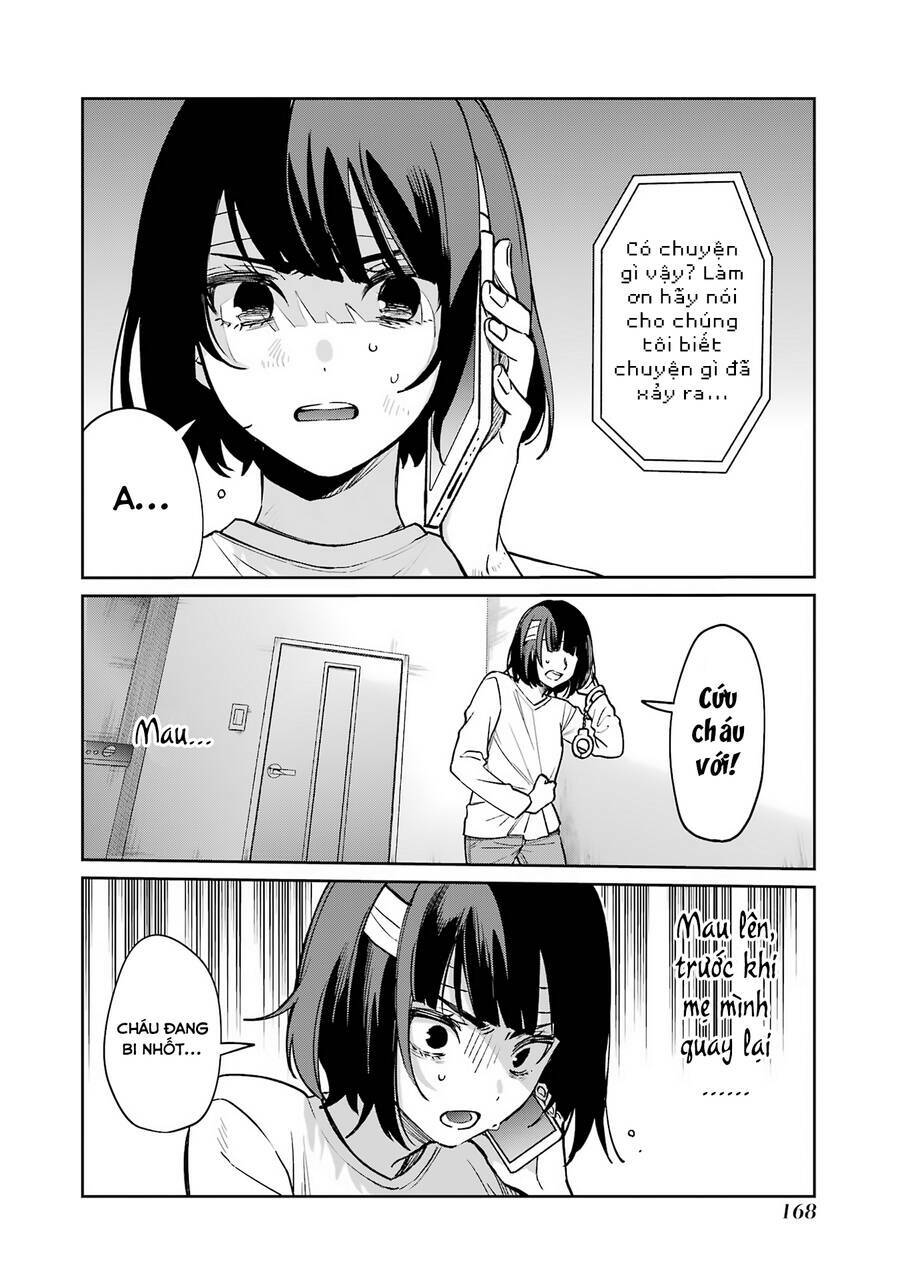 Có chuyện
gì vậy? Làm
ơn hãy nói
cho chúng
tôi biết
chuyện gì đã
xảy ra...
A...
Cứu
cháu
với!
Mau...
Mau lên,
trước khi
mẹ mình
quay lại
......
CHÁU ĐANG
BI NHỐT...
168